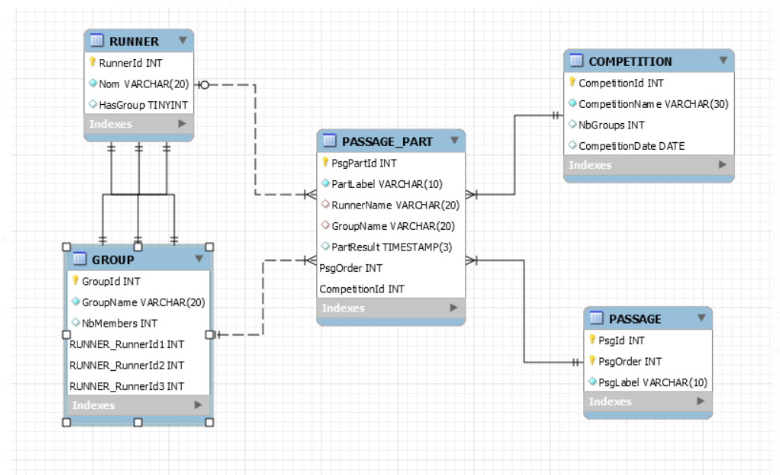 RUNNER
RunnerId INT
Nom VARCHAR(20)
HasGroup TINYINT
Indexes
COMPETITION
CompetitionId INT
CompetitionName VARCHAR(30)
NbGroups INT
CompetitionDate DATE
Indexes
PASSAGE_PART
PsgPartId INT
PartLabel VARCHAR(10)
RunnerName VARCHAR(20)
GroupName VARCHAR(20)
PartResult TIMESTAMP(3)
PsgOrder INT
CompetitionId INT
Indexes
GROUP
GroupId INT
GroupName VARCHAR(20)
NbMembers INT
RUNNER_RunnerId1 INT
RUNNER_RunnerId2 INT
RUNNER_RunnerId3 INT
Indexes
PASSAGE
PsgId INT
PsgOrder INT
PsgLabel VARCHAR(10)
Indexes